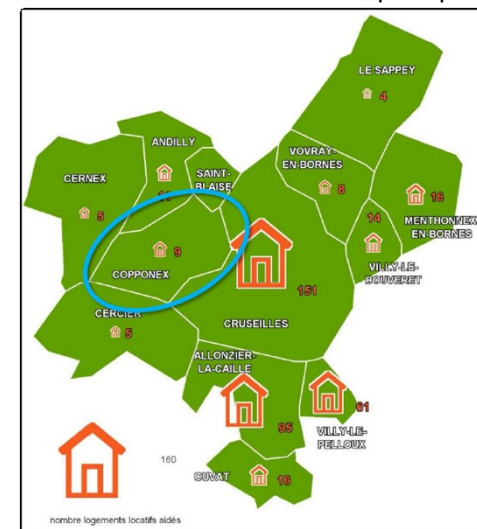 LE SAPPEY
4
ANDILLY
VOVRAY-
EN-BORNES
8
CERNEX
5
SAINT-
BLAISE
16
MENTHONNEX
EN BORNES
14
VILLY-LE-
BOUVERET
9
COPPONEX
151
CRUSEILLES
CERCIER
5
ALLONZIER-
LA-CAILLE
95
61
VILLY-LE-
PELLOUX
CUVAT
16
160
nombre logements locatifs aidés